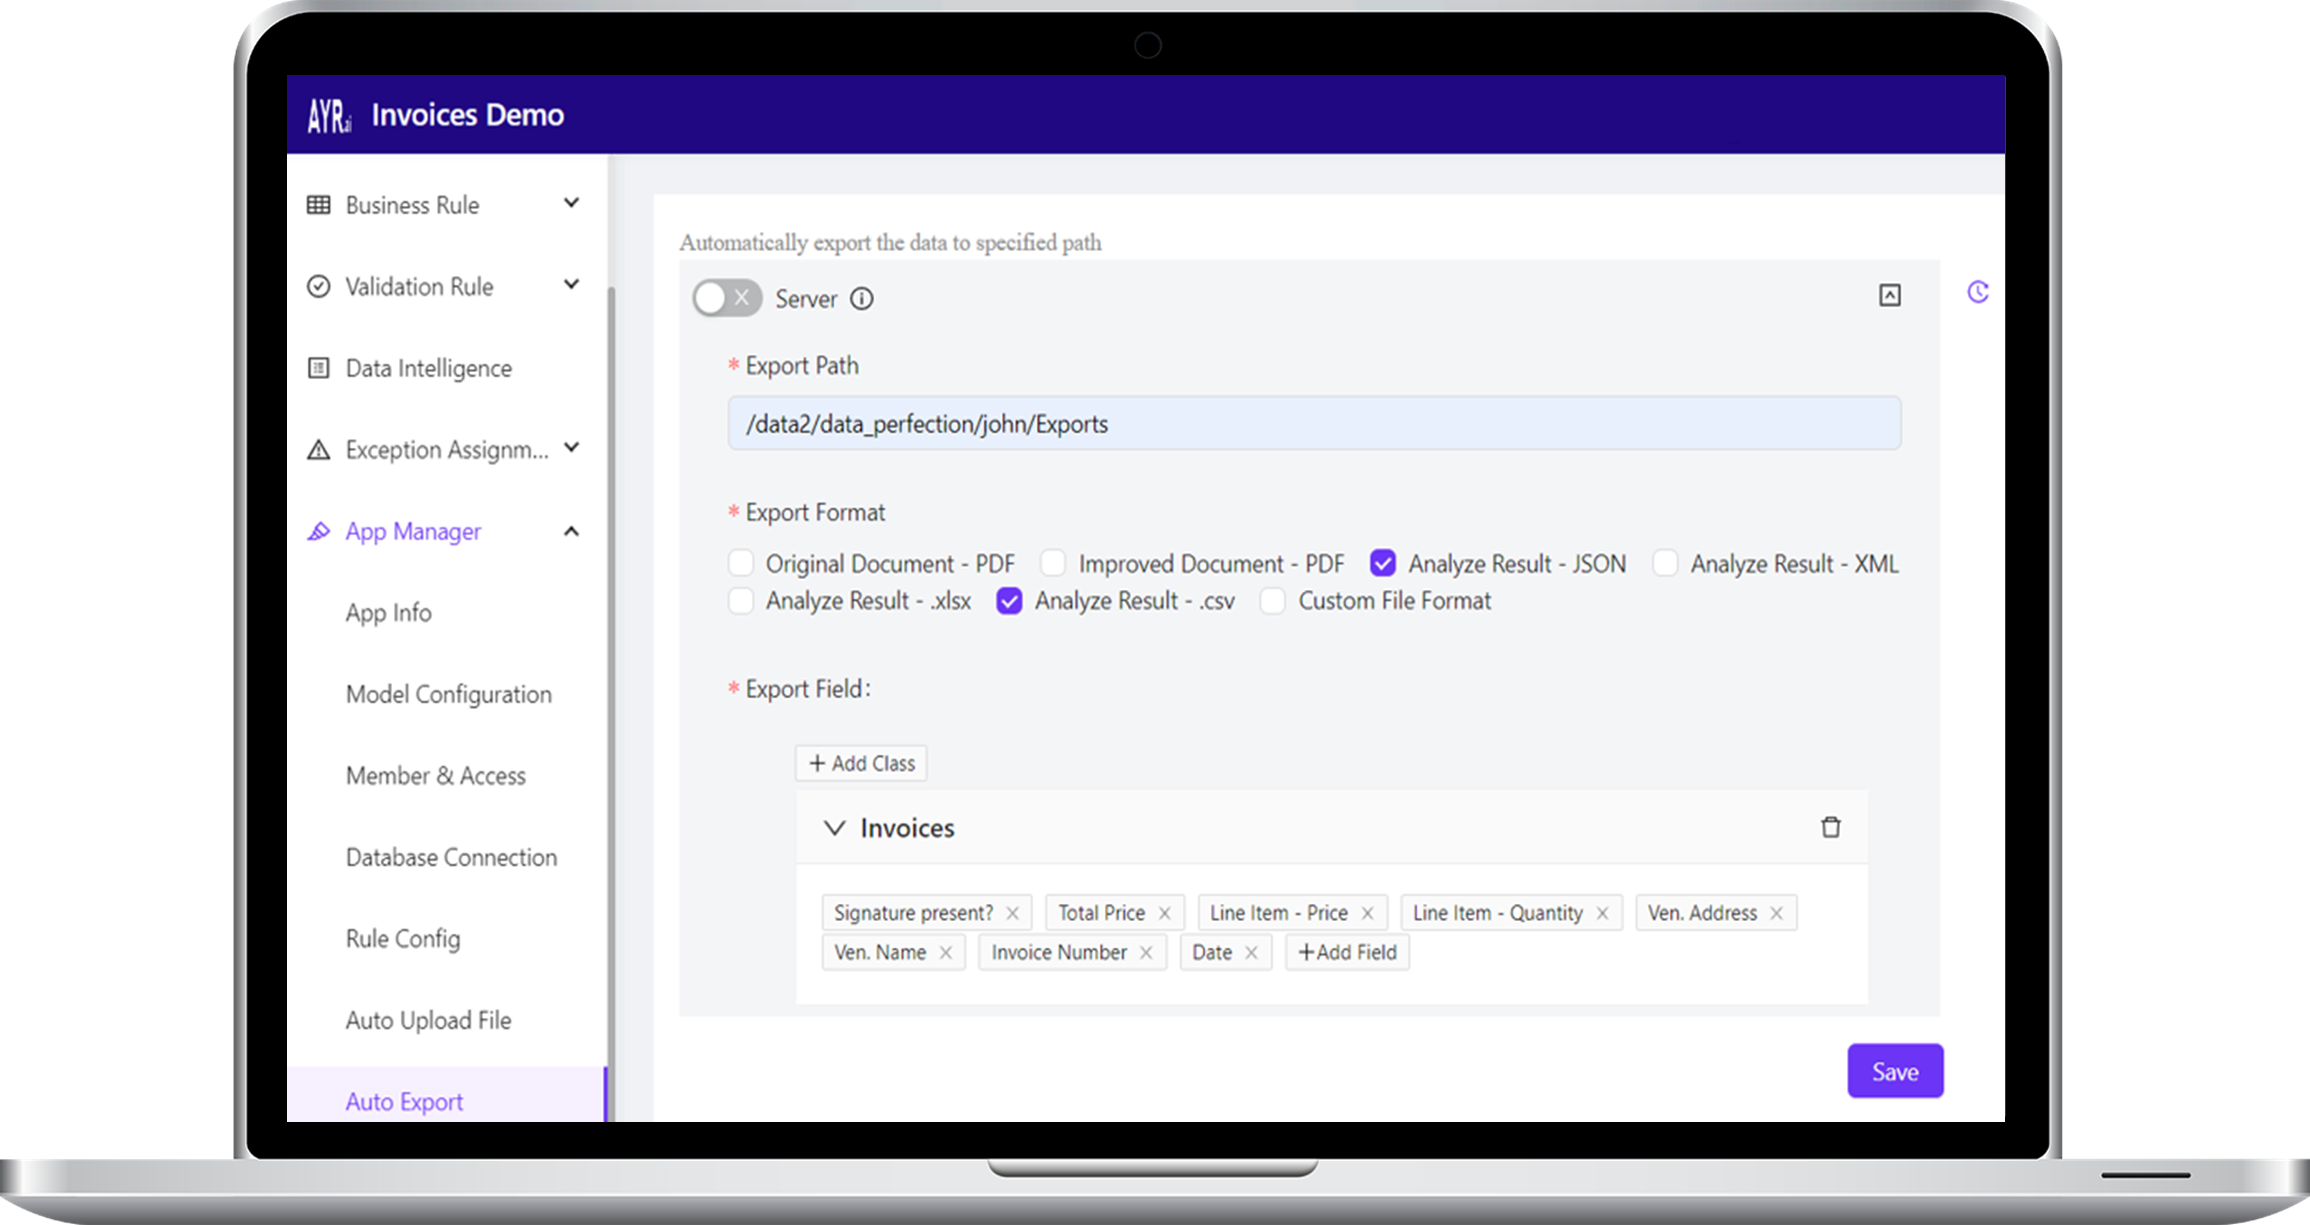 AYR.ai Invoices Demo
Business Rule
Validation Rule
Data Intelligence
Exception Assignm...
App Manager
App Info
Model Configuration
Member & Access
Database Connection
Rule Config
Auto Upload File
Auto Export
Automatically export the data to specified path
Server
* Export Path
/data2/data_perfection/john/Exports
* Export Format
Original Document - PDF Improved Document - PDF Analyze Result - JSON Analyze Result - XML
Analyze Result - .xlsx Analyze Result - .csv Custom File Format
* Export Field:
+ Add Class
Invoices
Signature present? × Total Price × Line Item - Price × Line Item - Quantity × Ven. Address ×
Ven. Name × Invoice Number × Date × +Add Field
Save